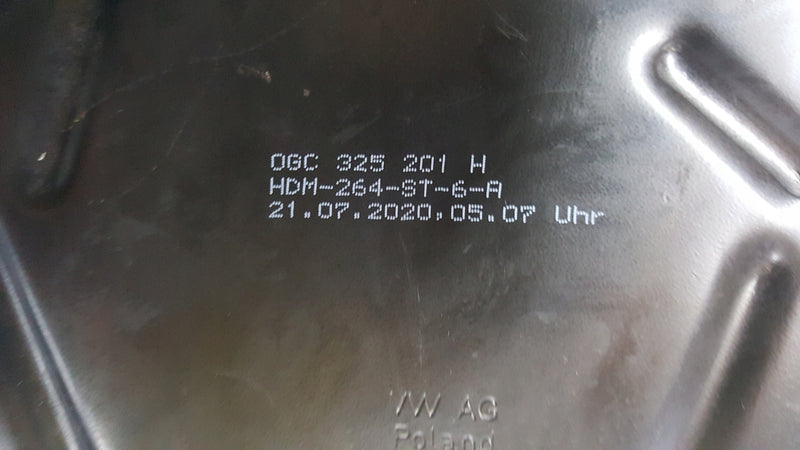 0GC 325 201 H
HDM-264-ST-6-A
21.07.2020,05.07 Uhr
VW AG
Poland